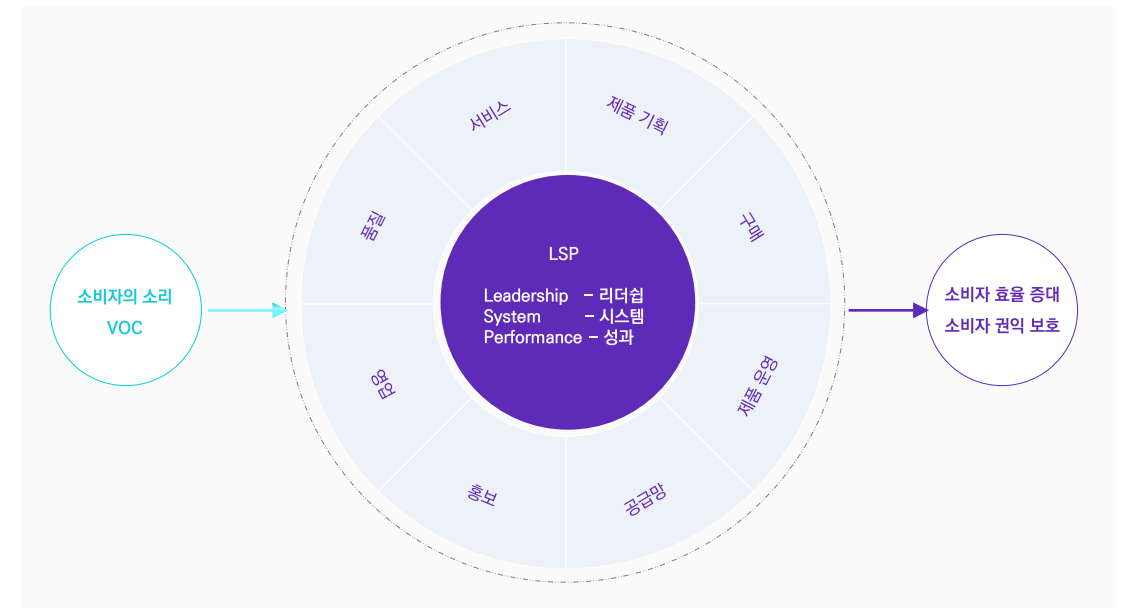 소비자의 소리
VOC
서비스
제품 기획
구매
제품 운영
공급망
홍보
영업
품질
LSP
Leadership - 리더쉽
System - 시스템
Performance - 성과
소비자 효율 증대
소비자 권익 보호